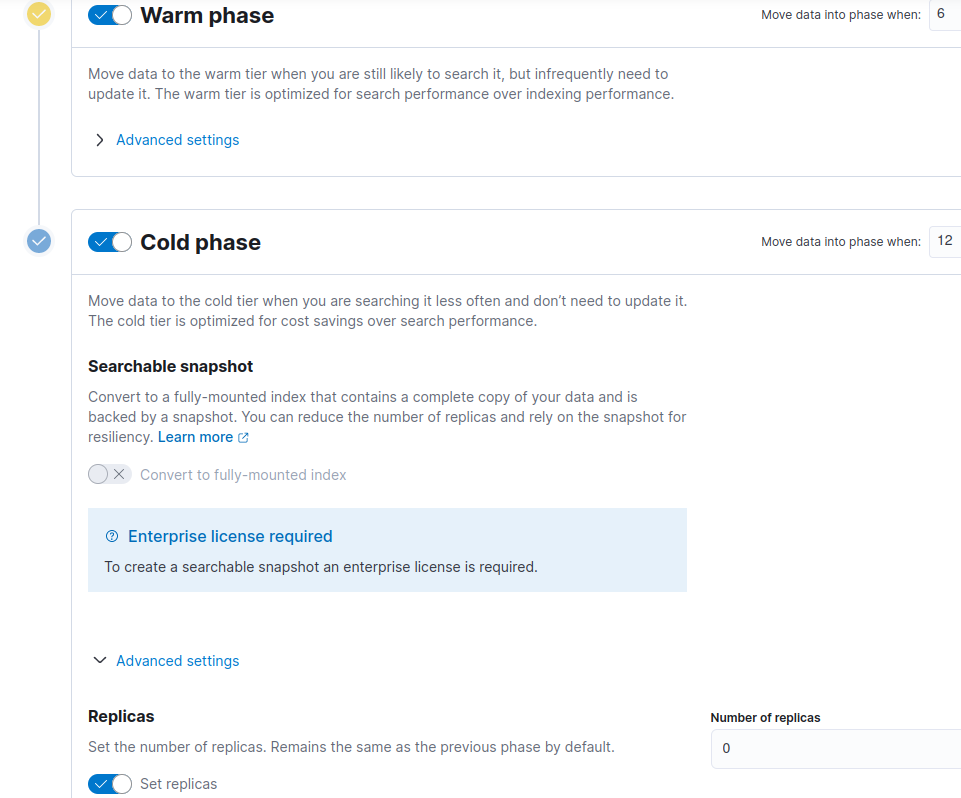 Warm phase
Move data into phase when:
6
Move data to the warm tier when you are still likely to search it, but infrequently need to
update it. The warm tier is optimized for search performance over indexing performance.
Advanced settings
Cold phase
Move data into phase when:
12
Move data to the cold tier when you are searching it less often and don’t need to update it.
The cold tier is optimized for cost savings over search performance.
Searchable snapshot
Convert to a fully-mounted index that contains a complete copy of your data and is
backed by a snapshot. You can reduce the number of replicas and rely on the snapshot for
resiliency. Learn more
Convert to fully-mounted index
Enterprise license required
To create a searchable snapshot an enterprise license is required.
Advanced settings
Replicas
Number of replicas
Set the number of replicas. Remains the same as the previous phase by default.
0
Set replicas